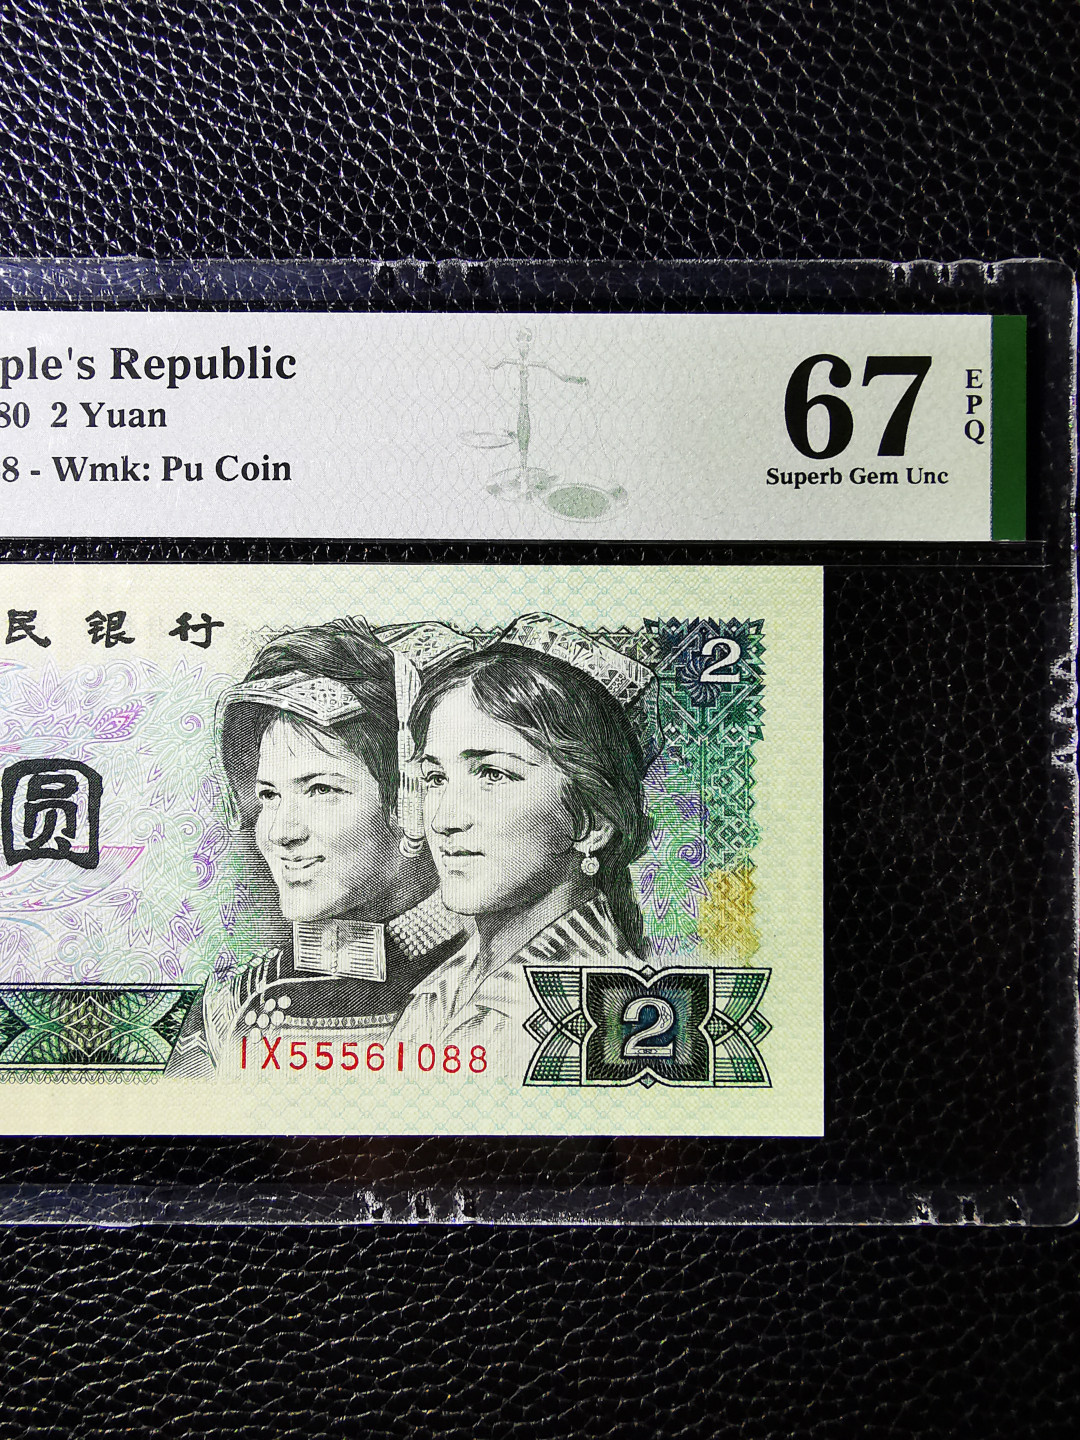 ple's Republic
80 2 Yuan
8 - Wmk: Pu Coin
67
EPQ
Superb Gem Unc
民银行
2
圆
IX55561088
2